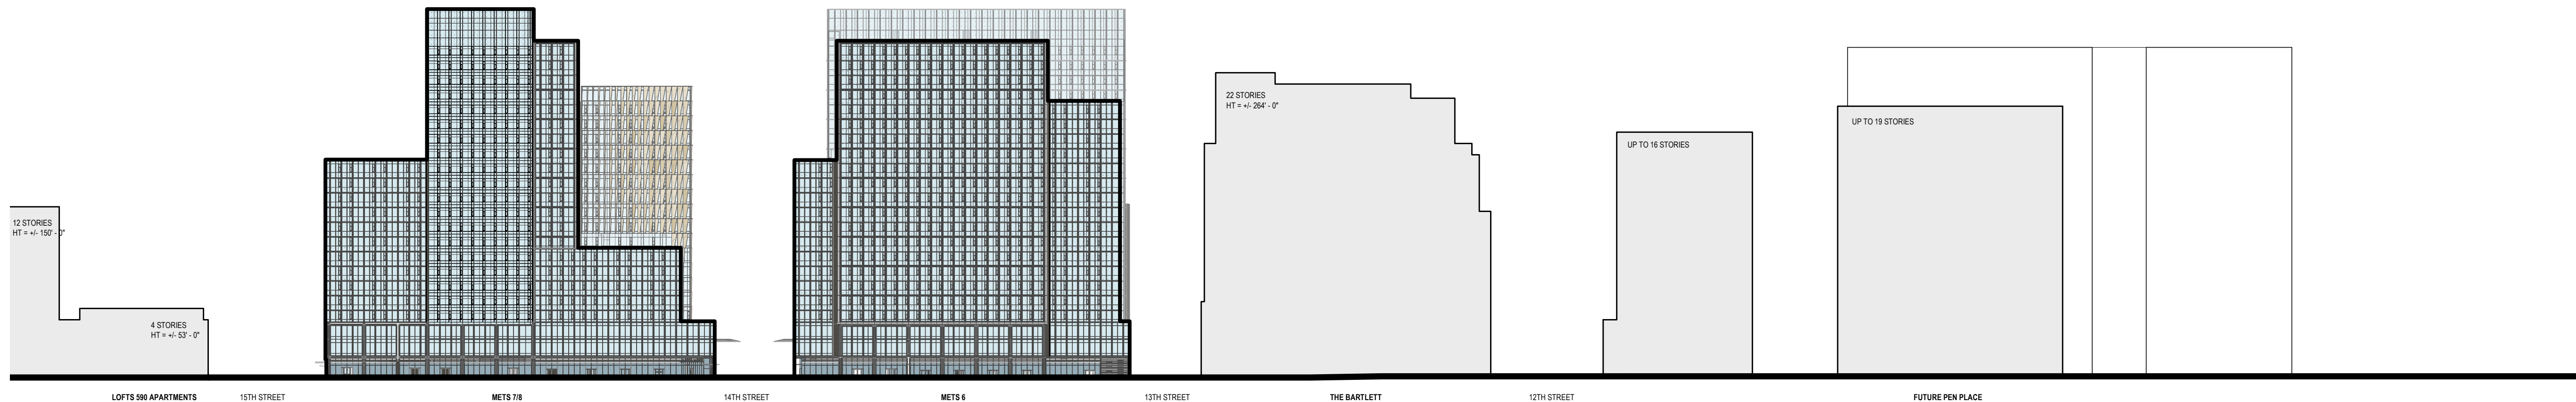 12 STORIES
HT = +/- 150' - 0"
4 STORIES
HT = +/- 53' - 0"
22 STORIES
HT = +/- 264' - 0"
UP TO 16 STORIES
UP TO 19 STORIES
LOFTS 590 APARTMENTS
15TH STREET
METS 7/8
14TH STREET
METS 6
13TH STREET
THE BARTLETT
12TH STREET
FUTURE PEN PLACE